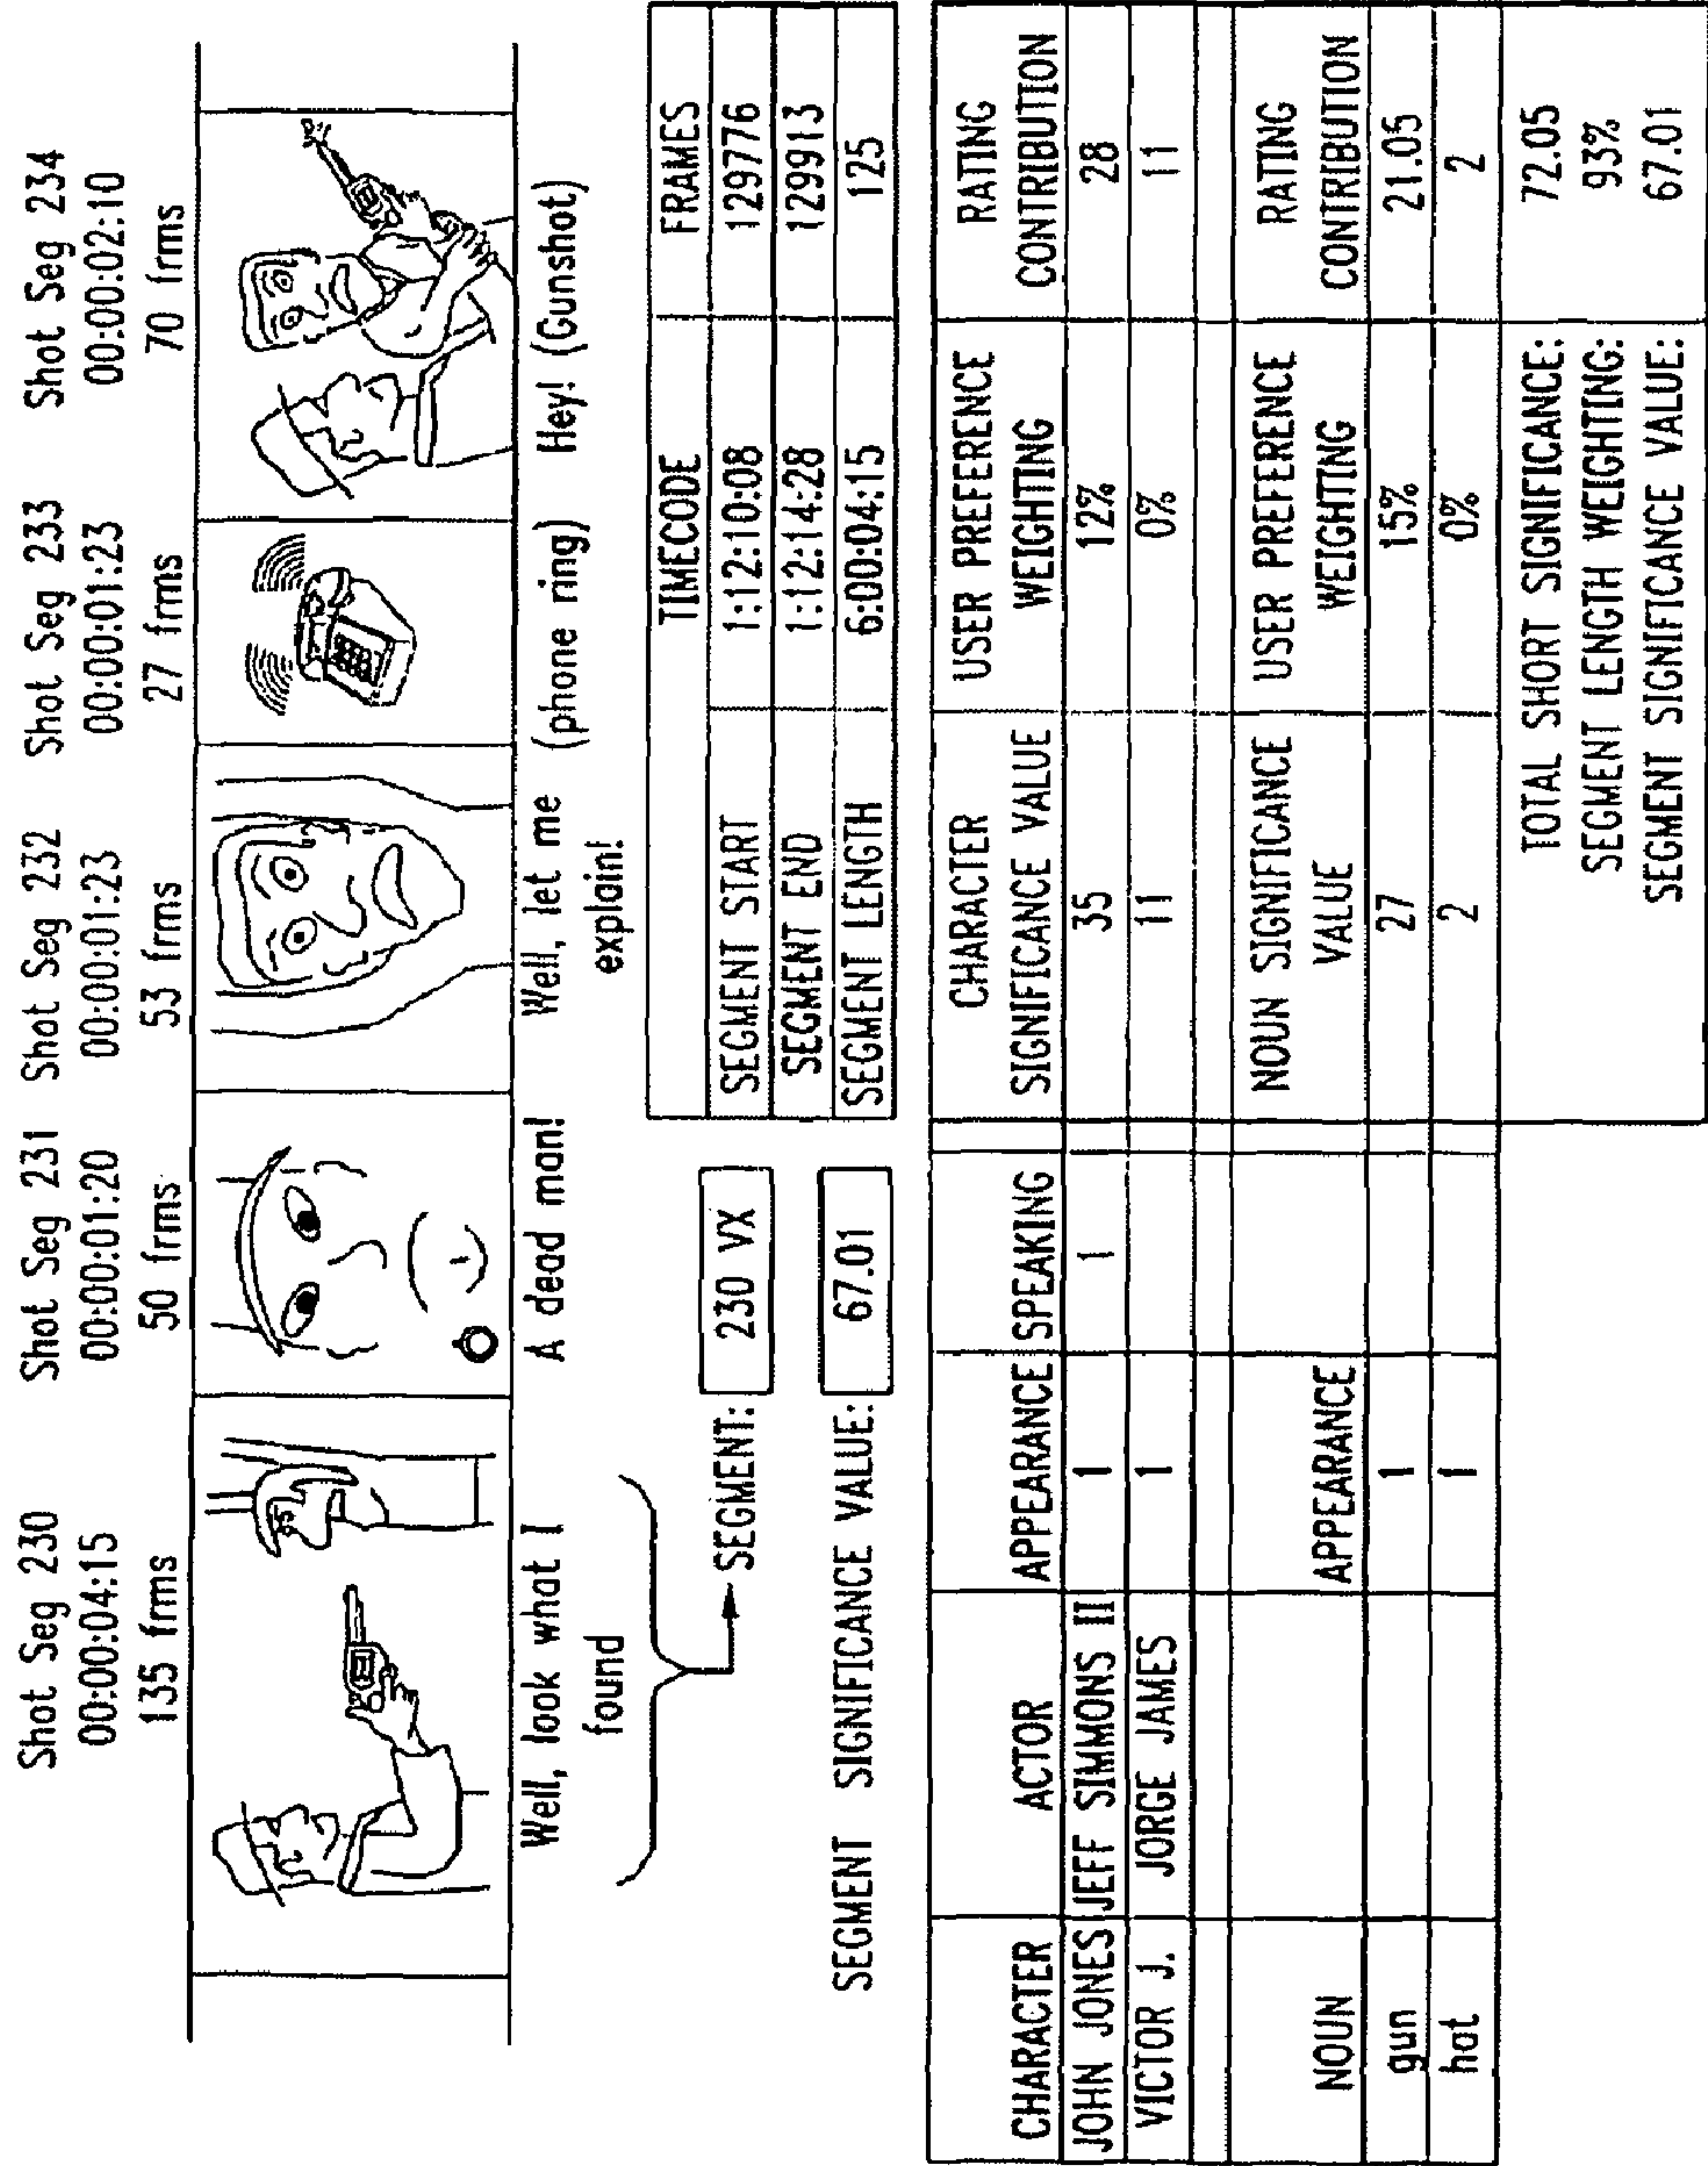 Shot Seg 230
00:00:04:15
135 frms
Shot Seg 231
00:00:01:20
50 frms
Shot Seg 232
00:00:01:23
53 frms
Shot Seg 233
00:00:01:23
27 frms
Shot Seg 234
00:00:02:10
70 frms
Well, look what I
found
A dead man!
Well, let me
explain!
(phone ring)
Hey! (Gunshot)
SEGMENT: 230 VX
SEGMENT SIGNIFICANCE VALUE: 67.01
TIMECODE FRAMES
SEGMENT START 1:12:10:08 129776
SEGMENT END 1:12:14:28 129913
SEGMENT LENGTH 6:00:04:15 125
CHARACTER ACTOR APPEARANCE SPEAKING CHARACTER SIGNIFICANCE VALUE USER PREFERENCE WEIGHTING RATING CONTRIBUTION
JOHN JONES JEFF SIMMONS II 1 1 35 12% 28
VICTOR J. JORGE JAMES 1 11 0% 11
NOUN APPEARANCE NOUN SIGNIFICANCE VALUE USER PREFERENCE WEIGHTING RATING CONTRIBUTION
gun 1 27 15% 21.05
hat 1 2 0% 2
TOTAL SHORT SIGNIFICANCE: 72.05
SEGMENT LENGTH WEIGHTING: 93%
SEGMENT SIGNIFICANCE VALUE: 67.01